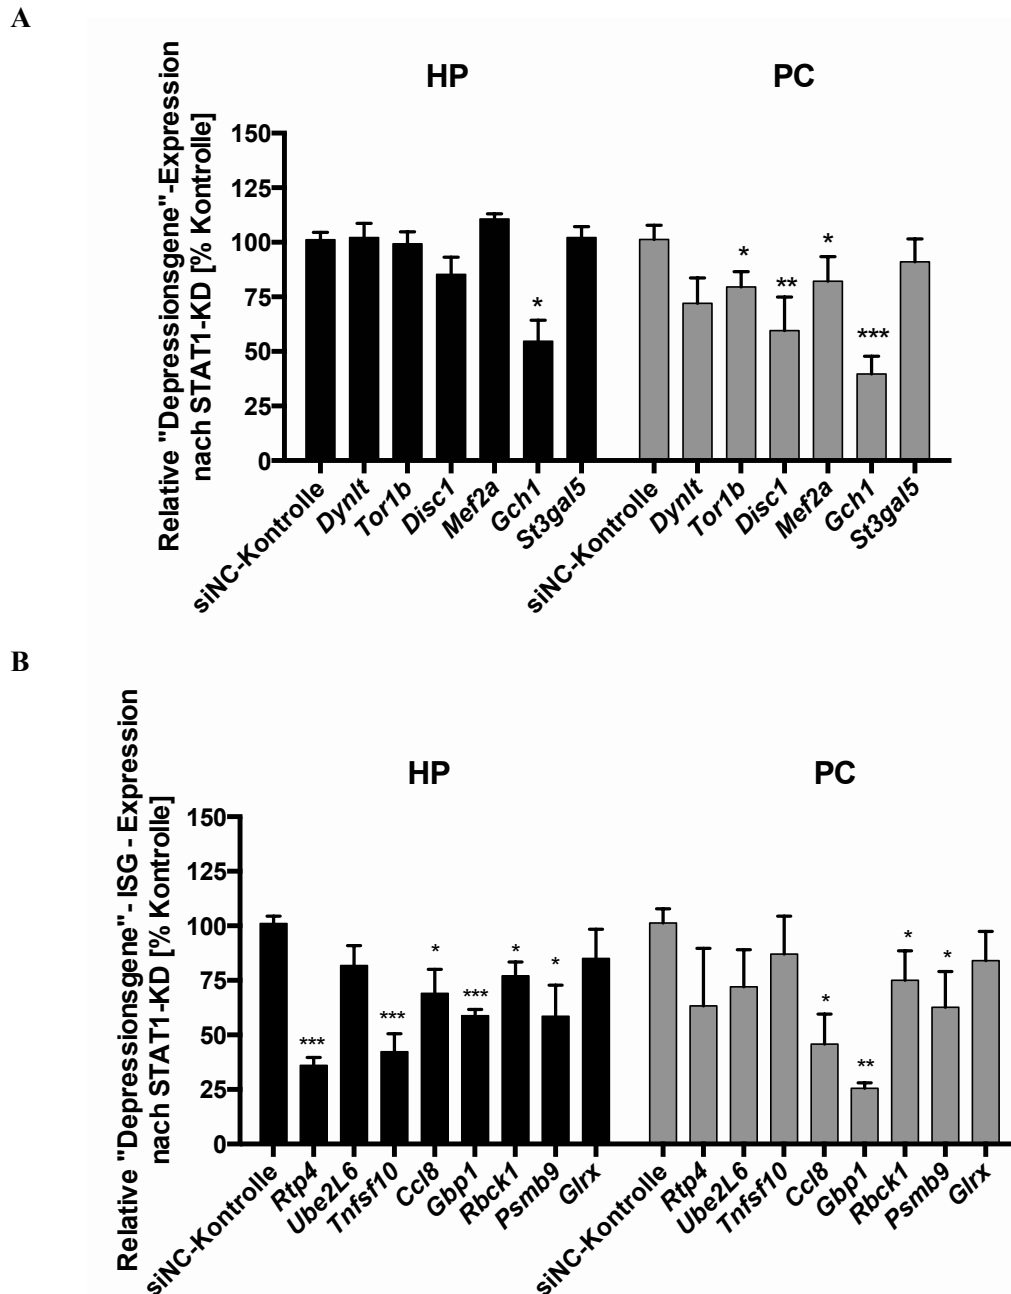 A
HP
PC
Relative "Depressionsgene"-Expression
nach STAT1-KD [% Kontrolle]
150
125
100
75
50
25
0
*
*
**
*
***
siNC-Kontrolle
Dynlt
Tor1b
Disc1
Mef2a
Gch1
St3gal5
siNC-Kontrolle
Dynlt
Tor1b
Disc1
Mef2a
Gch1
St3gal5
B
HP
PC
Relative "Depressionsgene"- ISG - Expression
nach STAT1-KD [% Kontrolle]
150
125
100
75
50
25
0
***
***
*
***
*
*
*
**
*
*
siNC-Kontrolle
Rtp4
Ube2L6
Tnfsf10
Ccl8
Gbp1
Rbck1
Psmb9
Glrx
siNC-Kontrolle
Rtp4
Ube2L6
Tnfsf10
Ccl8
Gbp1
Rbck1
Psmb9
Glrx